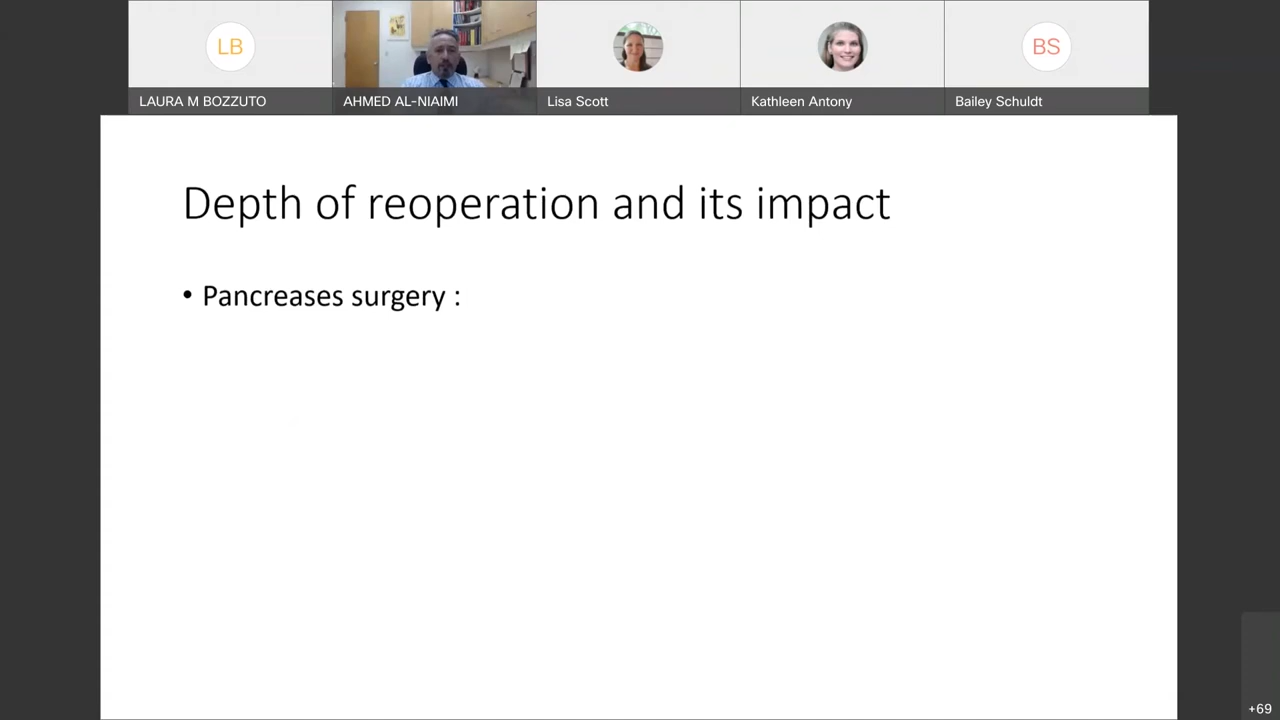 LB
BS
LAURA M BOZZUTO
AHMED AL-NIAIMI
Lisa Scott
Kathleen Antony
Bailey Schuldt
Depth of reoperation and its impact
• Pancreases surgery :
+69